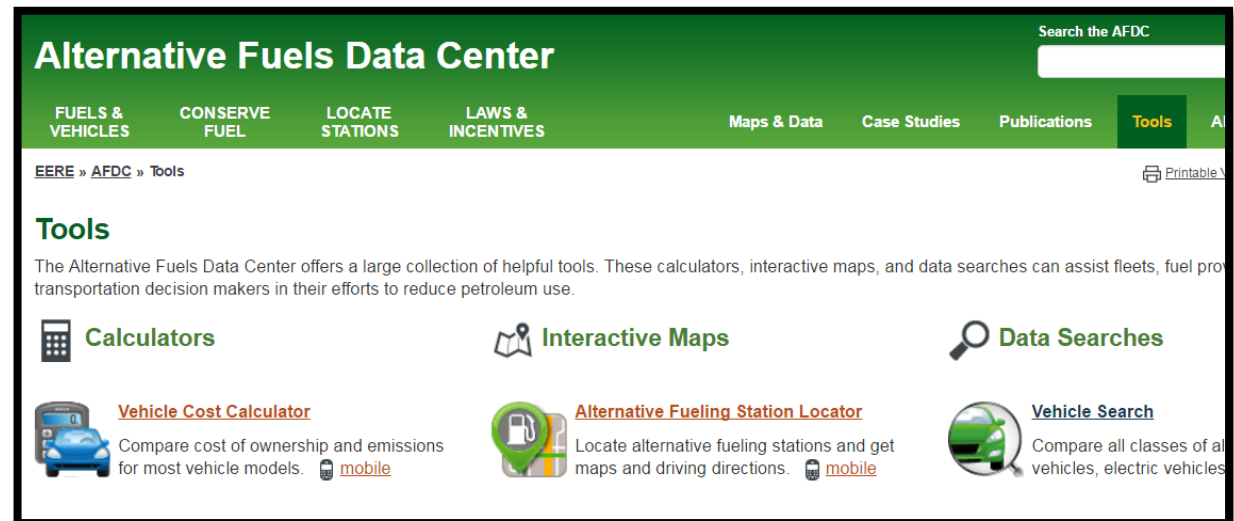 Search the AFDC
Alternative Fuels Data Center
FUELS & VEHICLES
CONSERVE FUEL
LOCATE STATIONS
LAWS & INCENTIVES
Maps & Data
Case Studies
Publications
Tools
EERE » AFDC » Tools
Printable
Tools
The Alternative Fuels Data Center offers a large collection of helpful tools. These calculators, interactive maps, and data searches can assist fleets, fuel
transportation decision makers in their efforts to reduce petroleum use.
Calculators
Interactive Maps
Data Searches
Vehicle Cost Calculator
Compare cost of ownership and emissions
for most vehicle models. mobile
Alternative Fueling Station Locator
Locate alternative fueling stations and get
maps and driving directions. mobile
Vehicle Search
Compare all classes of
vehicles, electric vehicles